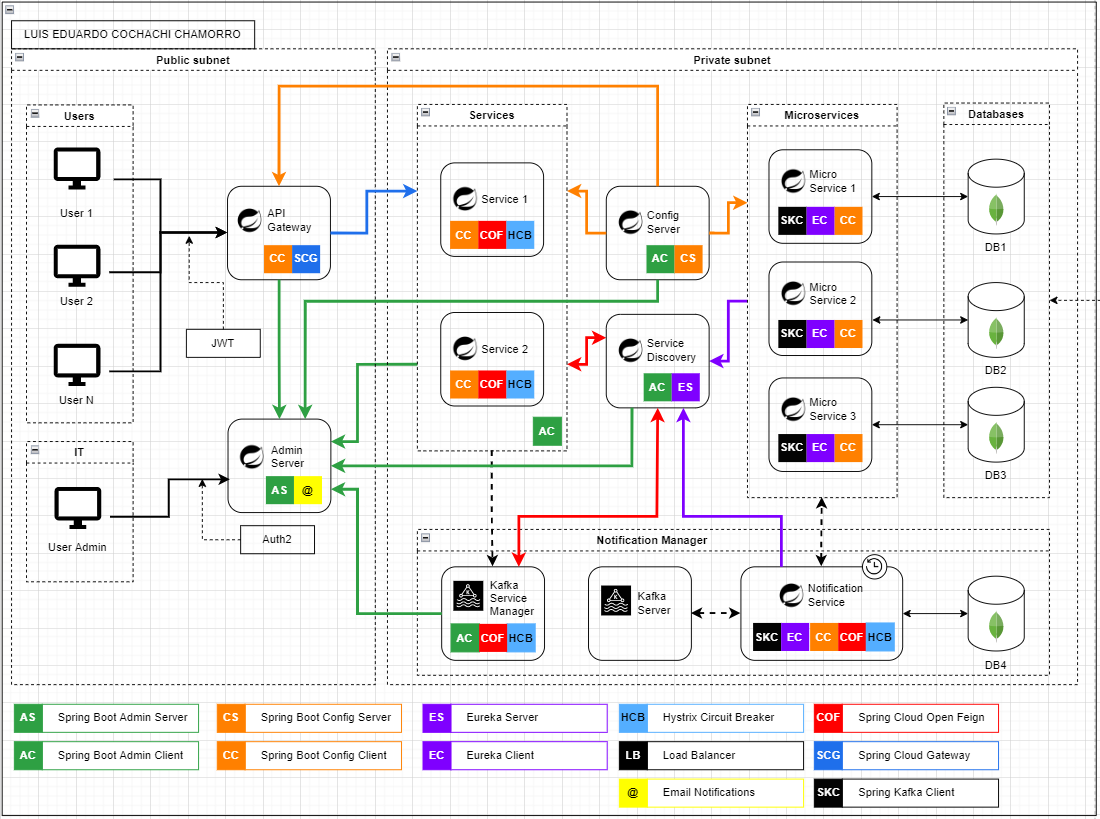 LUIS EDUARDO COCHACHI CHAMORRO
Public subnet
Private subnet
Users
User 1
User 2
User N
IT
User Admin
API
Gateway
CC SCG
JWT
Admin
Server
AS @
Auth2
Services
Service 1
CC COF HCB
Service 2
CC COF HCB
AC
Config
Server
AC CS
Service
Discovery
AC ES
Microservices
Micro
Service 1
SKC EC CC
Micro
Service 2
SKC EC CC
Micro
Service 3
SKC EC CC
Databases
DB1
DB2
DB3
Notification Manager
Kafka
Service
Manager
AC COF HCB
Kafka
Server
Notification
Service
SKC EC CC COF HCB
DB4
AS Spring Boot Admin Server
CS Spring Boot Config Server
ES Eureka Server
HCB Hystrix Circuit Breaker
COF Spring Cloud Open Feign
AC Spring Boot Admin Client
CC Spring Boot Config Client
EC Eureka Client
LB Load Balancer
SCG Spring Cloud Gateway
@ Email Notifications
SKC Spring Kafka Client